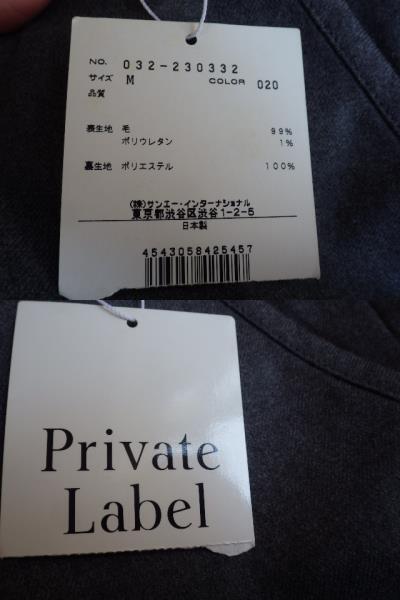 NO. 032-230332
サイズ M COLOR 020
品質
表生地 毛 99%
ポリウレタン 1%
裏生地 ポリエステル 100%
(株)サンエー・インターナショナル
東京都渋谷区渋谷1-2-5
日本製
4543058425457
Private
Label